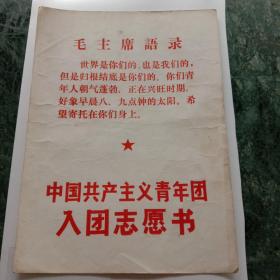 毛主席語录
世界是你们的，也是我们的，
但是归根结底是你们的。你们青
年人朝气蓬勃，正在兴旺时期，
好象早晨八、九点钟的太阳。希
望寄托在你们身上。
中国共产主义青年团
入团志愿书